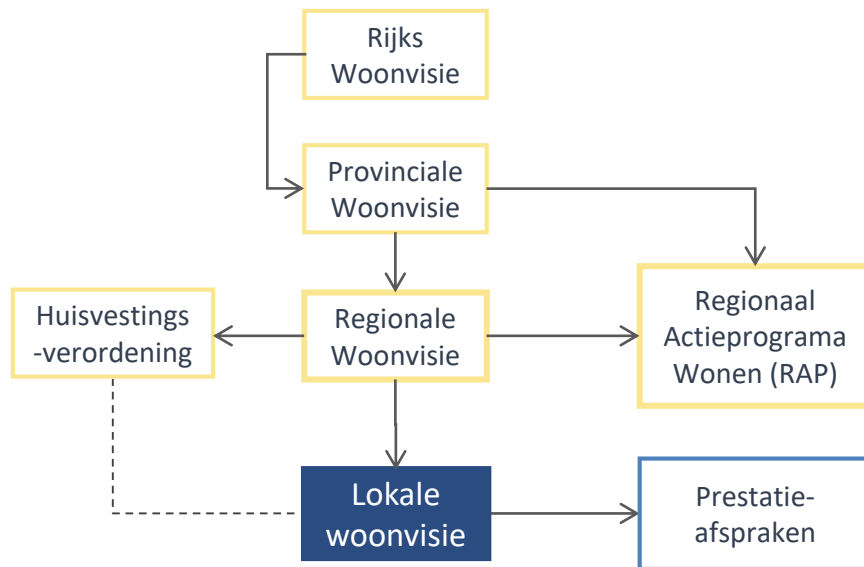 Rijks
Woonvisie
Provinciale
Woonvisie
Huisvestings
-verordening
Regionale
Woonvisie
Regionaal
Actieprograma
Wonen (RAP)
Lokale
woonvisie
Prestatie-
afspraken